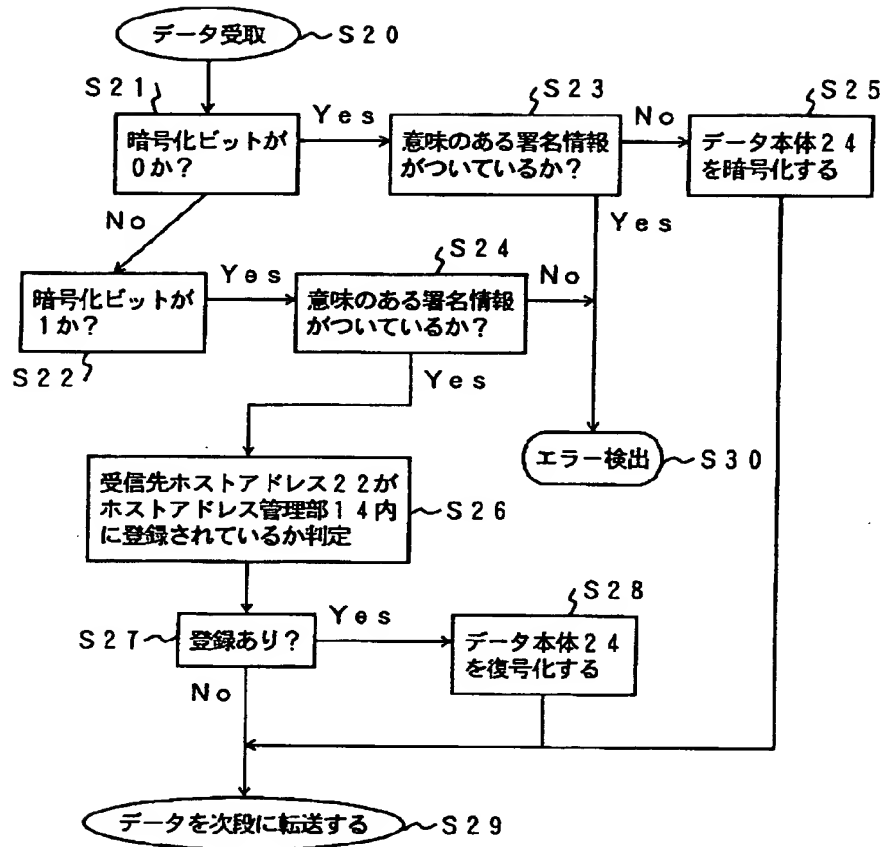 データ受取
S20
S21
Yes
S23
No
S25
暗号化ビットが
0か?
意味のある署名情報
がついているか?
データ本体24
を暗号化する
No
Yes
S24
Yes
No
暗号化ビットが
1か?
意味のある署名情報
がついているか?
S22
Yes
エラー検出
S30
受信先ホストアドレス22が
ホストアドレス管理部14内
に登録されているか判定
S26
S28
Yes
S27
登録あり?
データ本体24
を復号化する
No
データを次段に転送する
S29